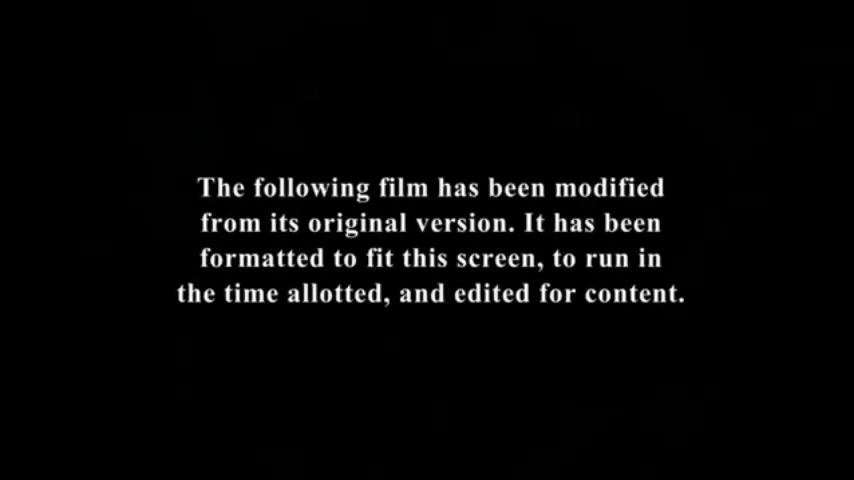 The following film has been modified
from its original version. It has been
formatted to fit this screen, to run in
the time allotted, and edited for content.